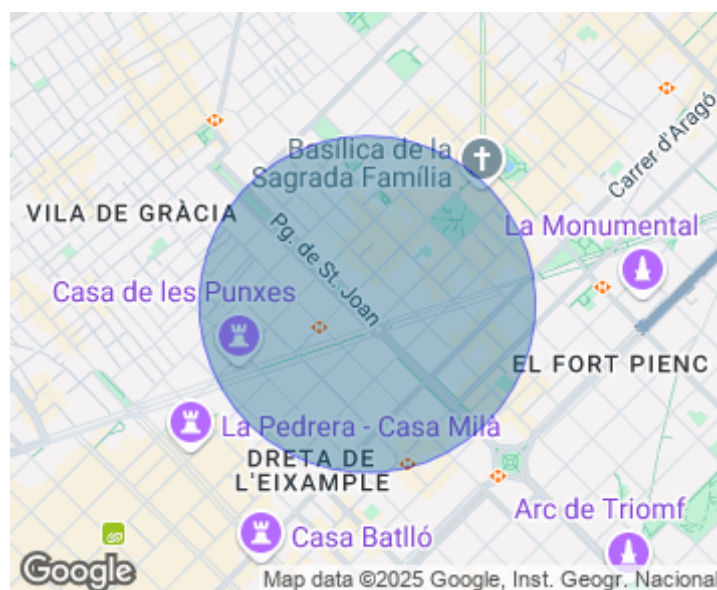 Basílica de la
Sagrada Família
Carrer d'Aragó
VILA DE GRÀCIA
Pg. de St. Joan
La Monumental
Casa de les Punxes
EL FORT PIENC
La Pedrera - Casa Milà
DRETA DE
L'EIXAMPLE
Arc de Triomf
Casa Batlló
Google
Map data ©2025 Google, Inst. Geogr. Nacional